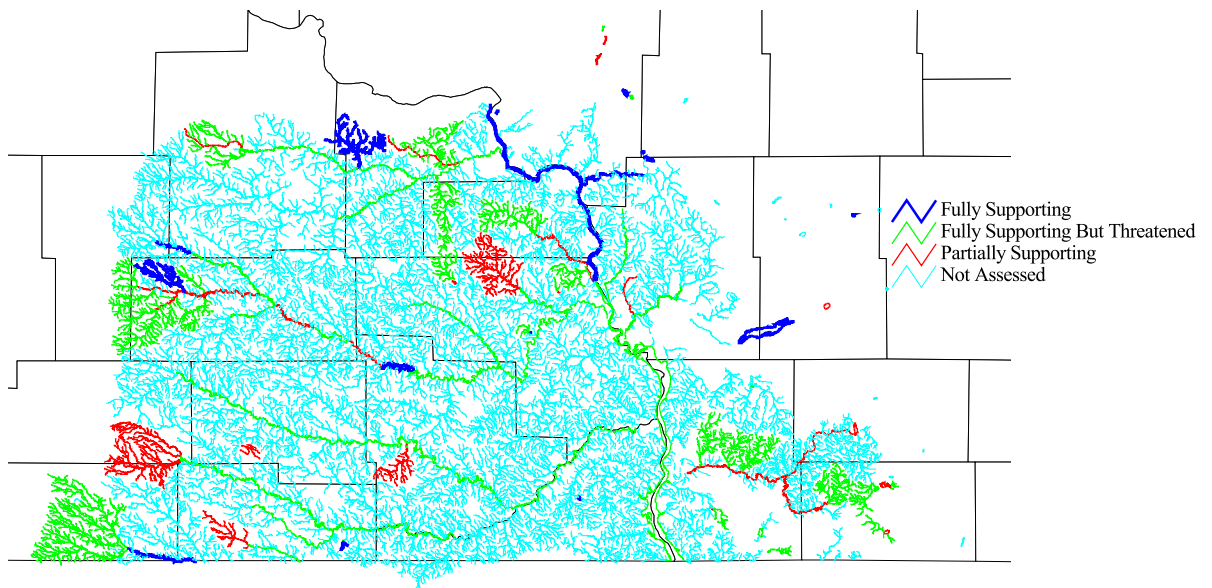 Fully Supporting
Fully Supporting But Threatened
Partially Supporting
Not Assessed